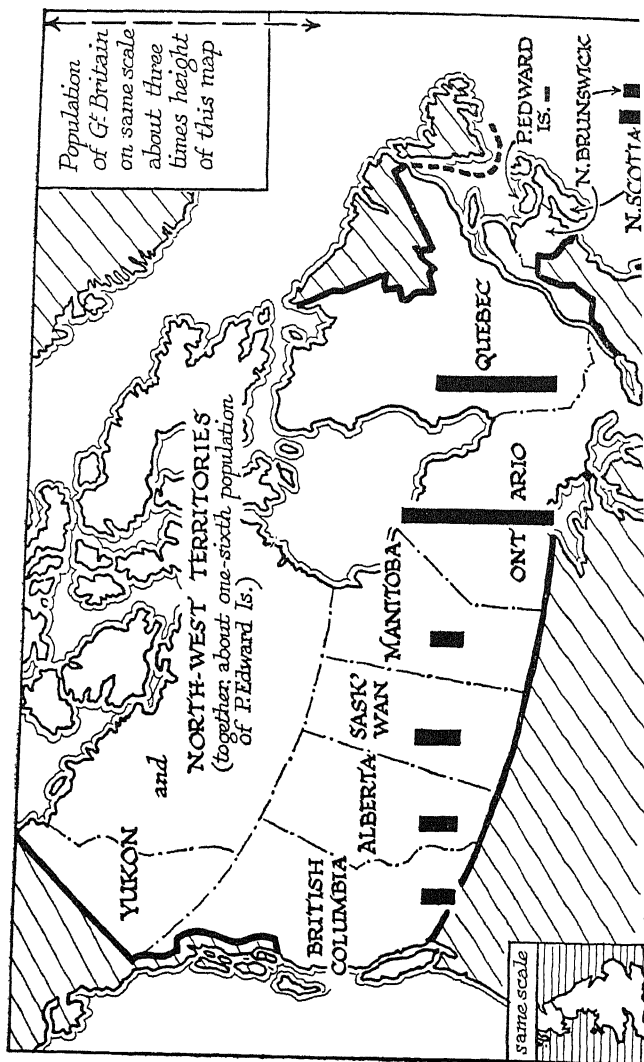 Population
of Gt. Britain
on same scale
about three
times height
of this map
YUKON
and
NORTH-WEST TERRITORIES
(together, about one-sixth population
of P. Edward Is.)
BRITISH
COLUMBIA
ALBERTA
SASK'
WAN
MANITOBA
ONT ARIO
QUEBEC
P. EDWARD
Is.
N. BRUNSWICK
N. SCOTIA
same scale